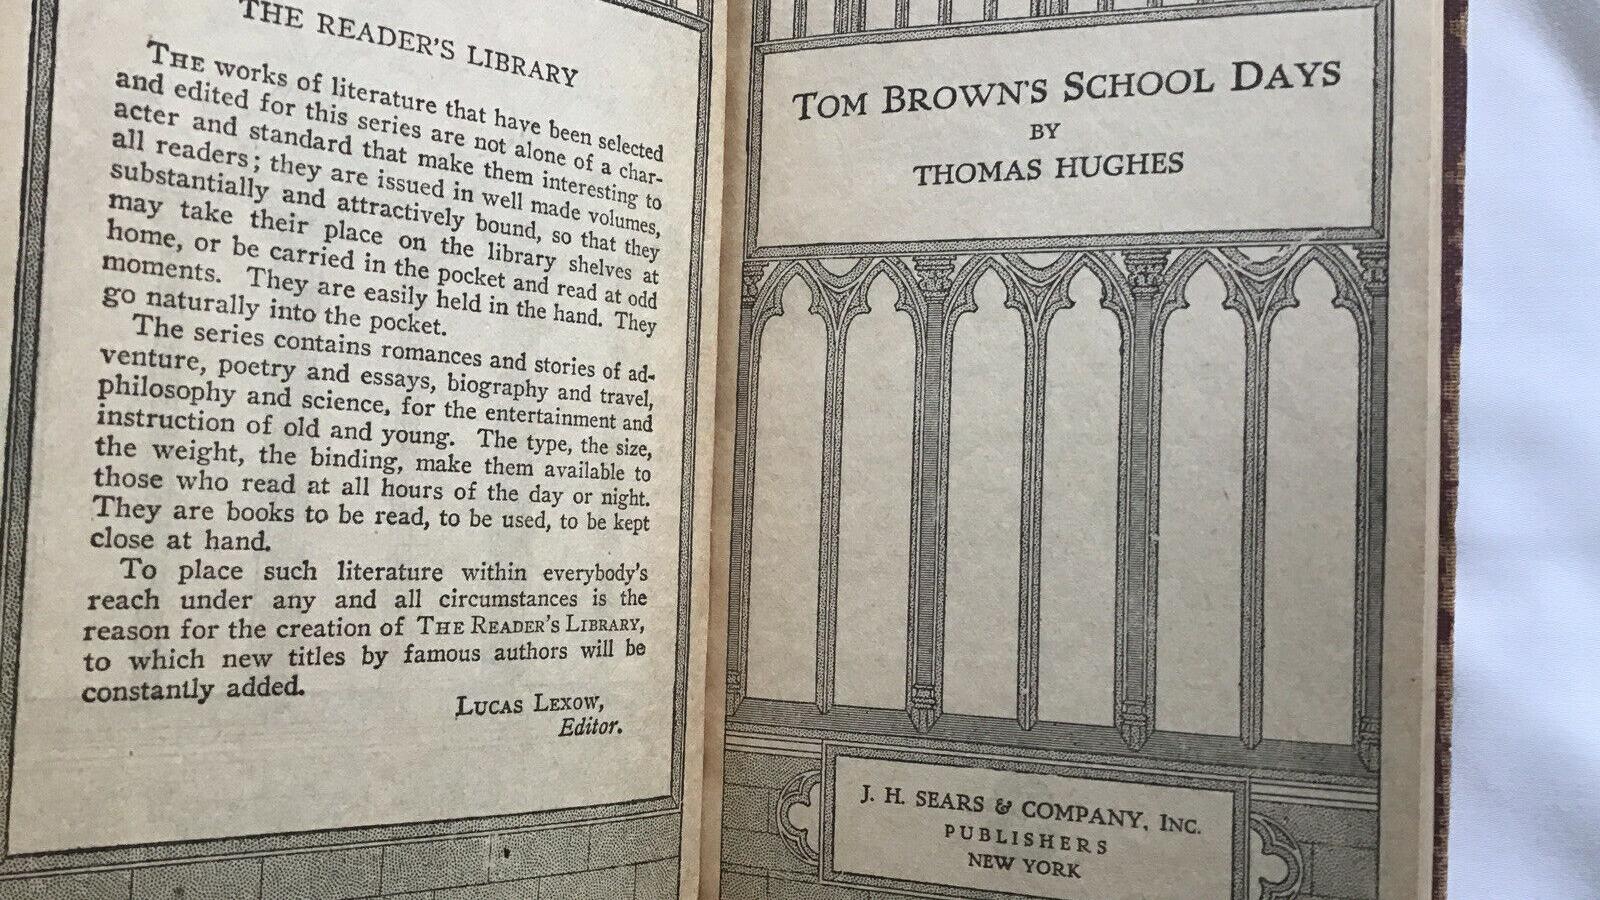 THE READER'S LIBRARY
THE works of literature that have been selected
and edited for this series are not alone of a char-
acter and standard that make them interesting to
all readers; they are issued in well made volumes,
substantially and attractively bound, so that they
may take their place on the library shelves at
home, or be carried in the pocket and read at odd
moments. They are easily held in the hand. They
go naturally into the pocket.
The series contains romances and stories of ad-
venture, poetry and essays, biography and travel,
philosophy and science, for the entertainment and
instruction of old and young. The type, the size,
the weight, the binding, make them available to
those who read at all hours of the day or night.
They are books to be read, to be used, to be kept
close at hand.
To place such literature within everybody's
reach under any and all circumstances is the
reason for the creation of THE READER'S LIBRARY,
to which new titles by famous authors will be
constantly added.
LUCAS LEXOW,
Editor.
TOM BROWN'S SCHOOL DAYS
BY
THOMAS HUGHES
J. H. SEARS & COMPANY, INC.
PUBLISHERS
NEW YORK